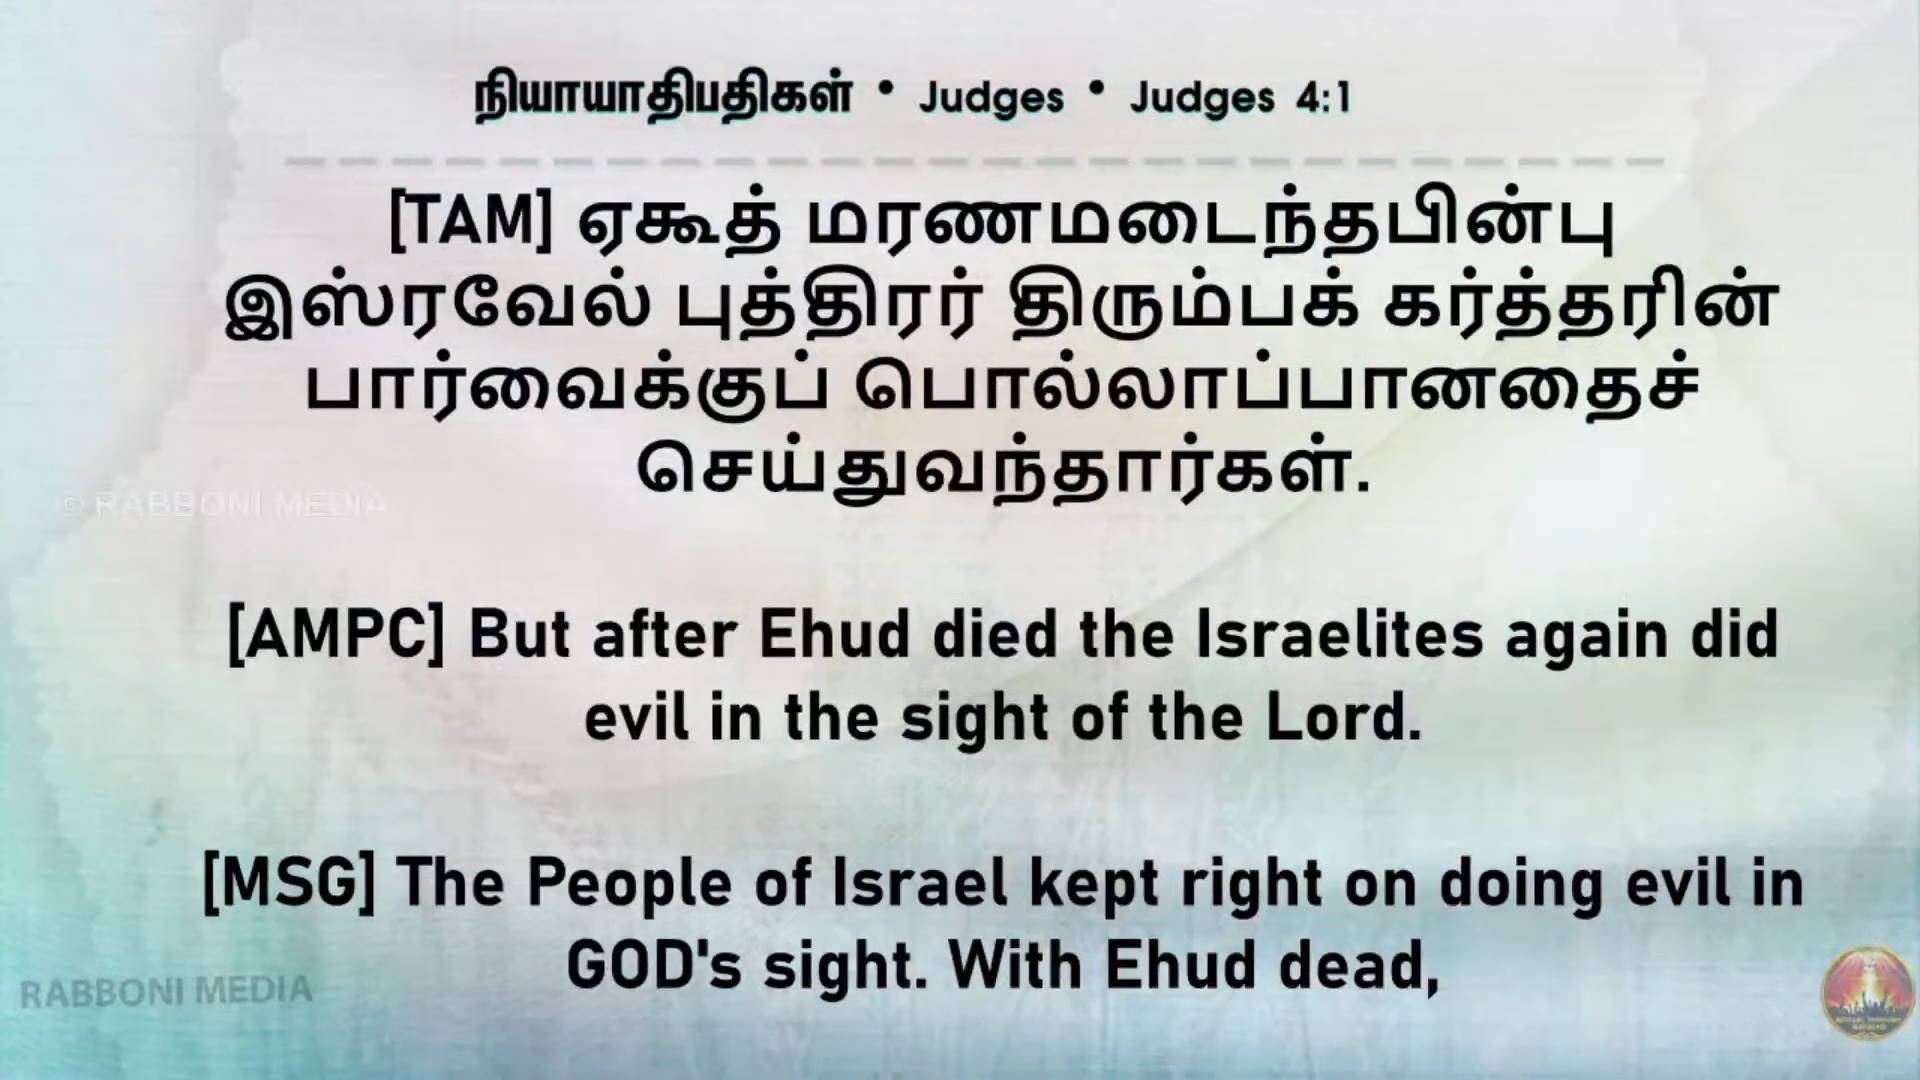 நியாயாதிபதிகள் • Judges • Judges 4:1
[TAM] ஏகூத் மரணமடைந்தபின்பு
இஸ்ரவேல் புத்திரர் திரும்பக் கர்த்தரின்
பார்வைக்குப் பொல்லாப்பானதைச்
செய்துவந்தார்கள்.
© RABBONI MEDIA
[AMPC] But after Ehud died the Israelites again did
evil in the sight of the Lord.
[MSG] The People of Israel kept right on doing evil in
GOD's sight. With Ehud dead,
RABBONI MEDIA